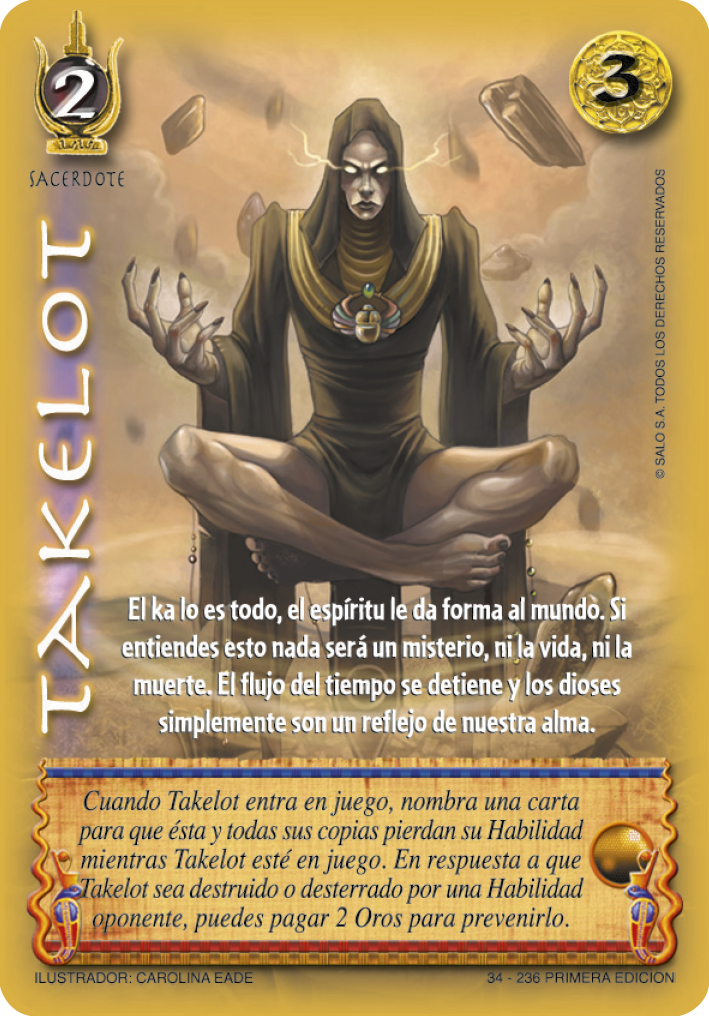 2
3
SACERDOTE
TAKELOT
© SALO S.A. TODOS LOS DERECHOS RESERVADOS
El ka lo es todo, el espíritu le da forma al mundo. Si
entiendes esto nada será un misterio, ni la vida, ni la
muerte. El flujo del tiempo se detiene y los dioses
simplemente son un reflejo de nuestra alma.
Cuando Takelot entra en juego, nombra una carta
para que ésta y todas sus copias pierdan su Habilidad
mientras Takelot esté en juego. En respuesta a que
Takelot sea destruido o desterrado por una Habilidad
oponente, puedes pagar 2 Oros para prevenirlo.
ILUSTRADOR: CAROLINA EADE
34 - 236 PRIMERA EDICION